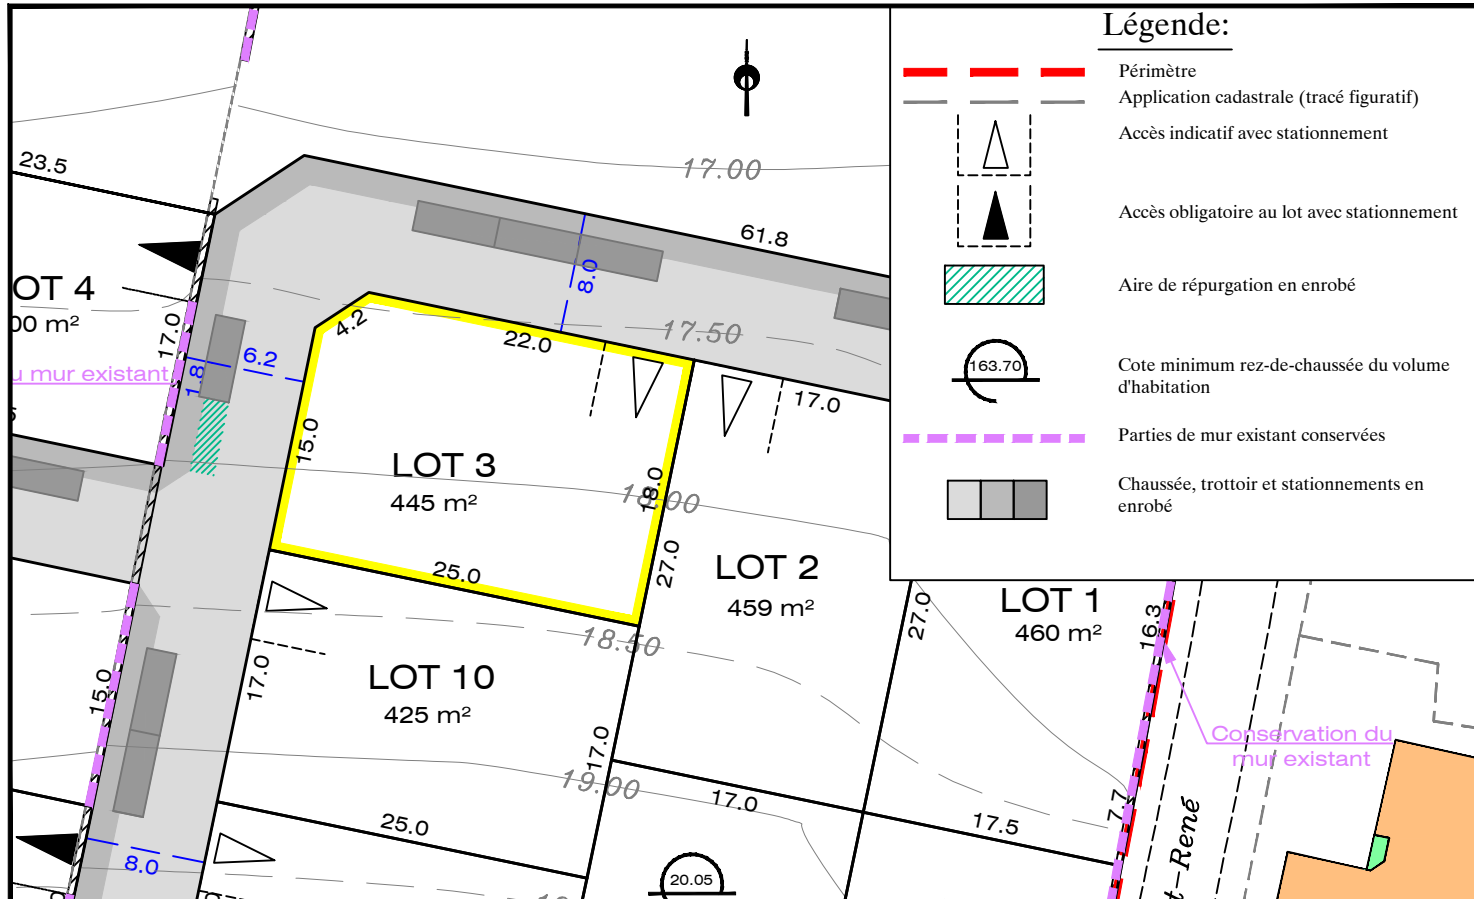 Légende:
Périmètre
Application cadastrale (tracé figuratif)
Accès indicatif avec stationnement
Accès obligatoire au lot avec stationnement
Aire de répurgation en enrobé
163.70
Cote minimum rez-de-chaussée du volume
d'habitation
Parties de mur existant conservées
Chaussée, trottoir et stationnements en
enrobé
23.5
17.00
61.8
8.0
OT 4
00 m²
17.0
4.2
22.0
17.50
1.8
6.2
u mur existant
17.0
15.0
LOT 3
445 m²
18.0
18.00
25.0
27.0
LOT 2
459 m²
27.0
LOT 1
460 m²
16.3
18.50
17.0
LOT 10
425 m²
15.0
17.0
19.00
17.0
Conservation du
mur existant
25.0
17.5
7.7
8.0
20.05
t-René